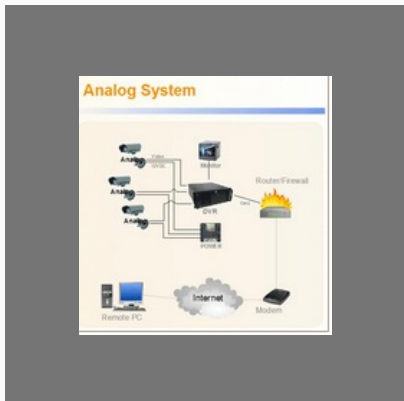 Analog System
Analog
Monitor
Router/Firewall
Analog
DVR
Analog
POWER
Internet
Remote PC
Modem